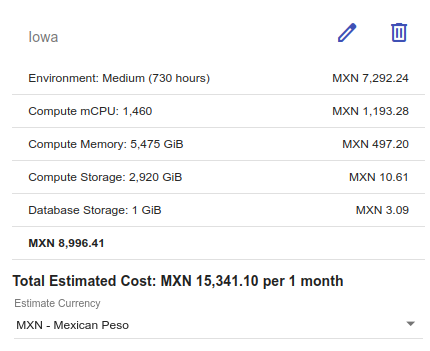 Iowa
Environment: Medium (730 hours) MXN 7,292.24
Compute mCPU: 1,460 MXN 1,193.28
Compute Memory: 5,475 GiB MXN 497.20
Compute Storage: 2,920 GiB MXN 10.61
Database Storage: 1 GiB MXN 3.09
MXN 8,996.41
Total Estimated Cost: MXN 15,341.10 per 1 month
Estimate Currency
MXN - Mexican Peso